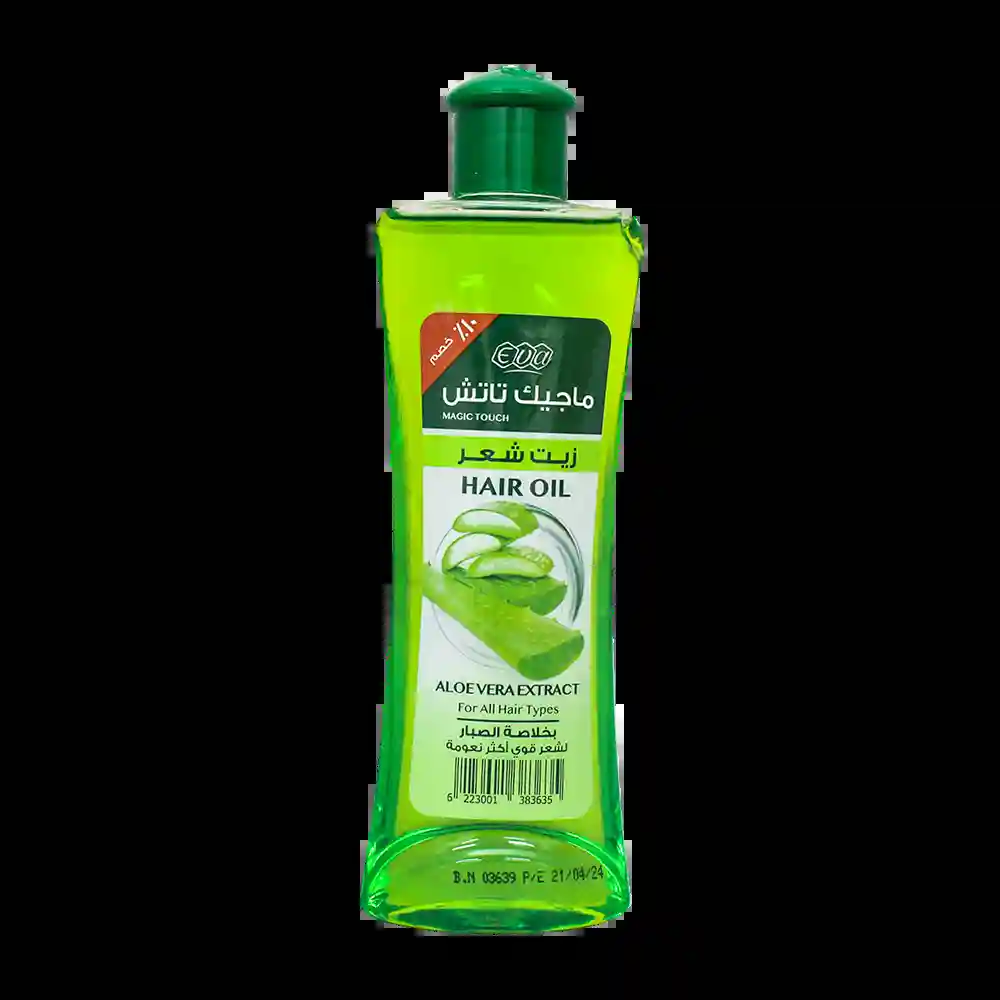 ٪١٠ خصم
Eva
ماجيك تاتش
MAGIC TOUCH
زيت شعر
HAIR OIL
ALOE VERA EXTRACT
For All Hair Types
بخلاصة الصبار
لشعر قوي أكثر نعومة
6 223001 383635
B.N 03639 P/E 21/04/24